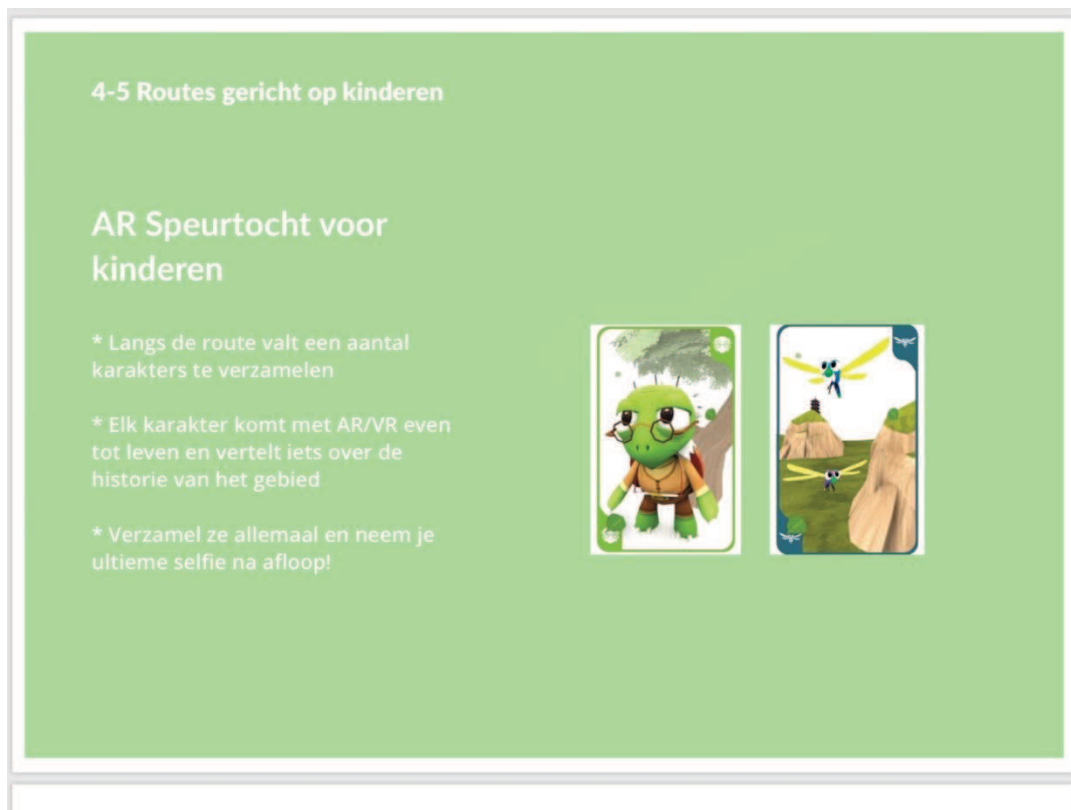 4-5 Routes gericht op kinderen
AR Speurtocht voor
kinderen
* Langs de route valt een aantal
karakters te verzamelen
* Elk karakter komt met AR/VR even
tot leven en vertelt iets over de
historie van het gebied
* Verzamel ze allemaal en neem je
ultieme selfie na afloop!